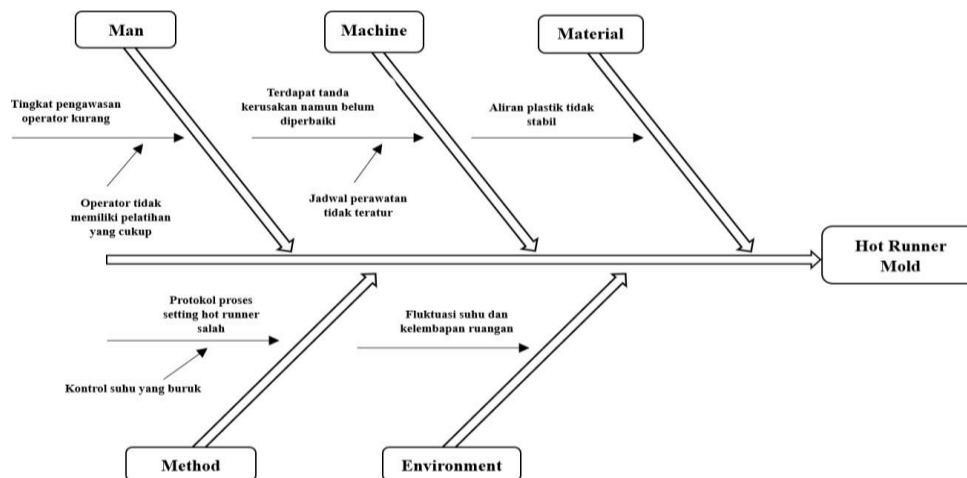 Man
Machine
Material
Tingkat pengawasan
operator kurang
Terdapat tanda
kerusakan namun belum
diperbaiki
Aliran plastik tidak
stabil
Operator tidak
memiliki pelatihan
yang cukup
Jadwal perawatan
tidak teratur
Hot Runner
Mold
Protokol proses
setting hot runner
salah
Fluktuasi suhu dan
kelembapan ruangan
Kontrol suhu yang buruk
Method
Environment